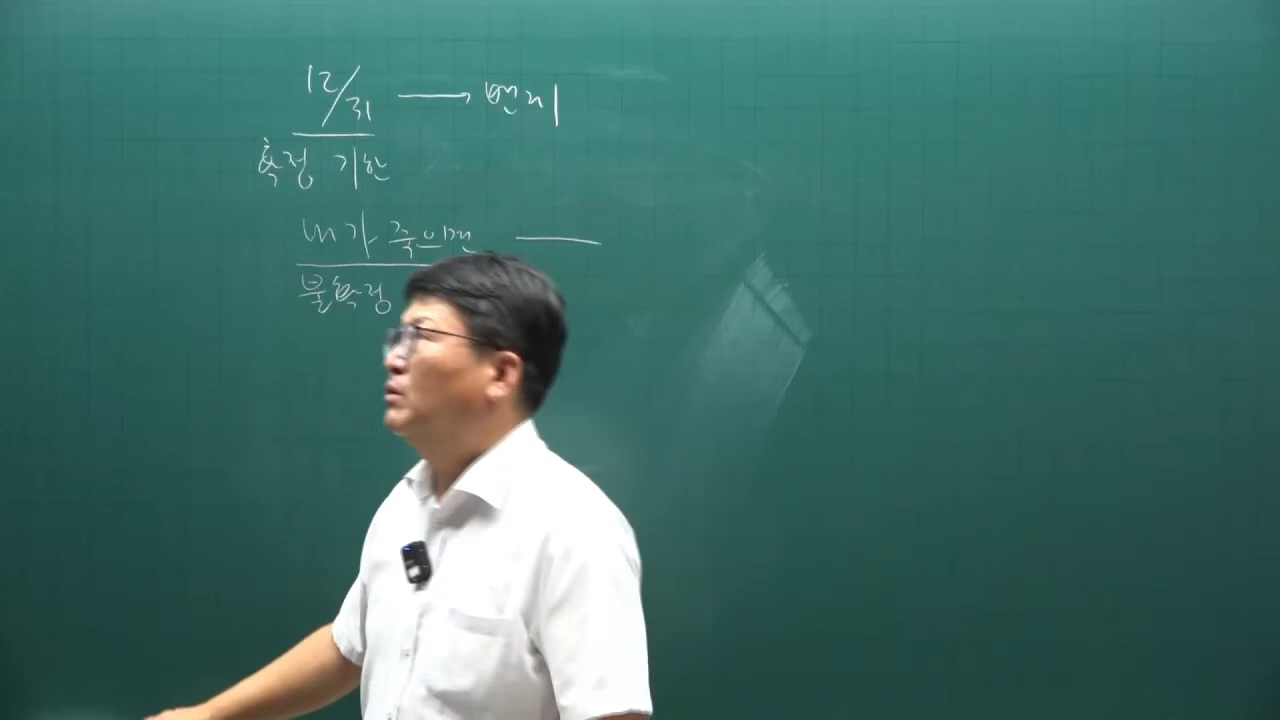 12/31 → 변제
확정 기한
내가 죽으면 —
불확정